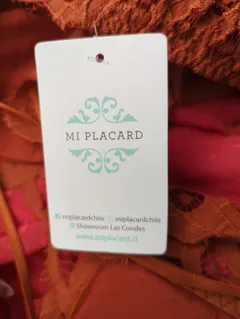 MI PLACARD
miplacardchile miplacardchile
Showroom Las Condes
www.miplacard.cl